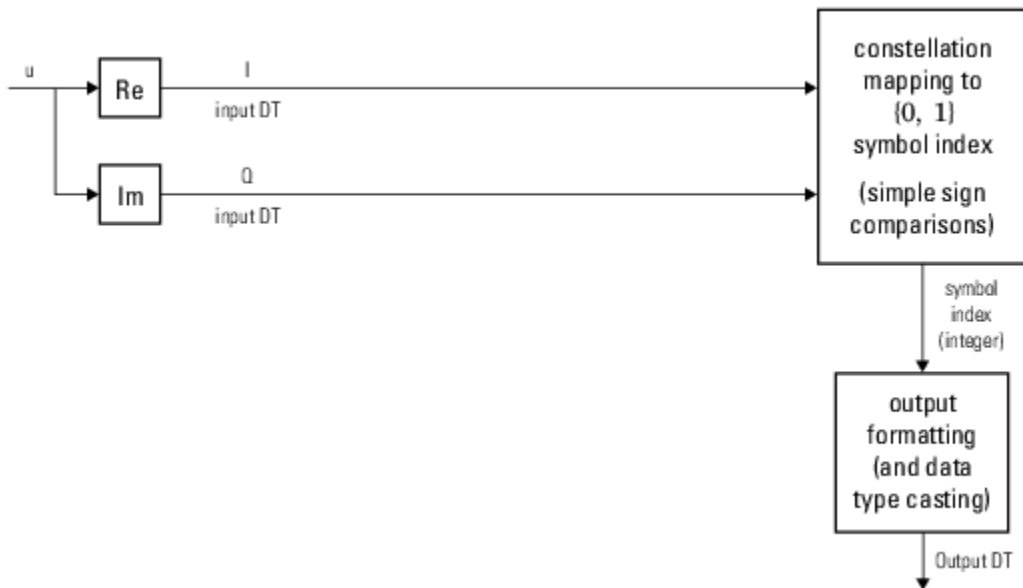 u
Re
I
input DT
Im
Q
input DT
constellation
mapping to
{0, 1}
symbol index
(simple sign
comparisons)
symbol
index
(integer)
output
formatting
(and data
type casting)
Output DT